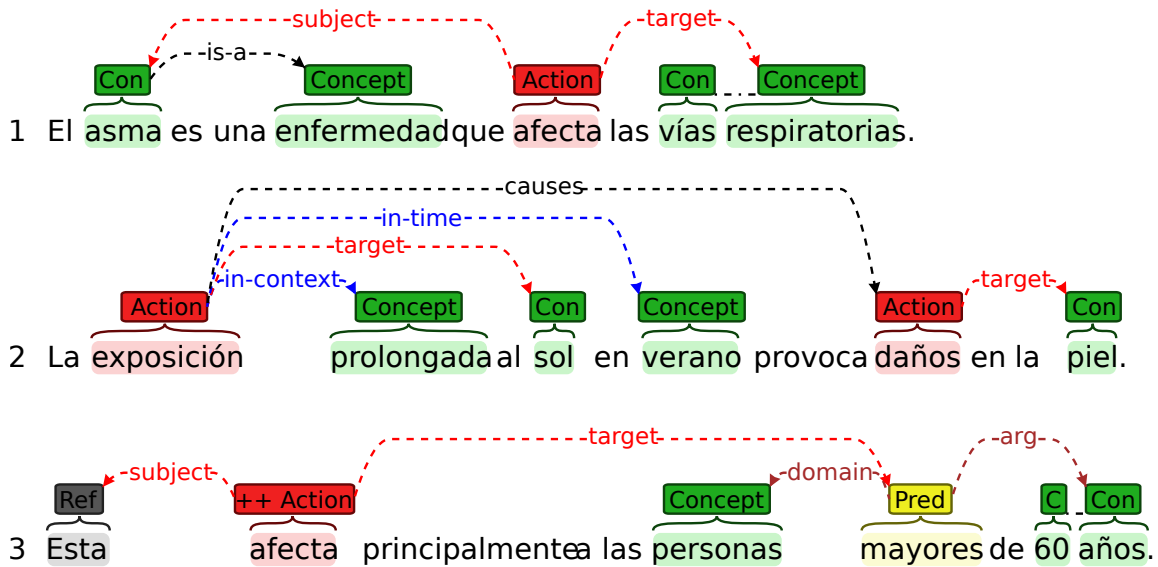 subject target
is-a
Con Concept Action Con Concept
1 El asma es una enfermedad que afecta las vías respiratorias.
causes
in-time
target
in-context target
Action Concept Con Concept Action Con
2 La exposición prolongada al sol en verano provoca daños en la piel.
target arg
subject domain
Ref ++ Action Concept Pred C Con
3 Esta afecta principalmente a las personas mayores de 60 años.